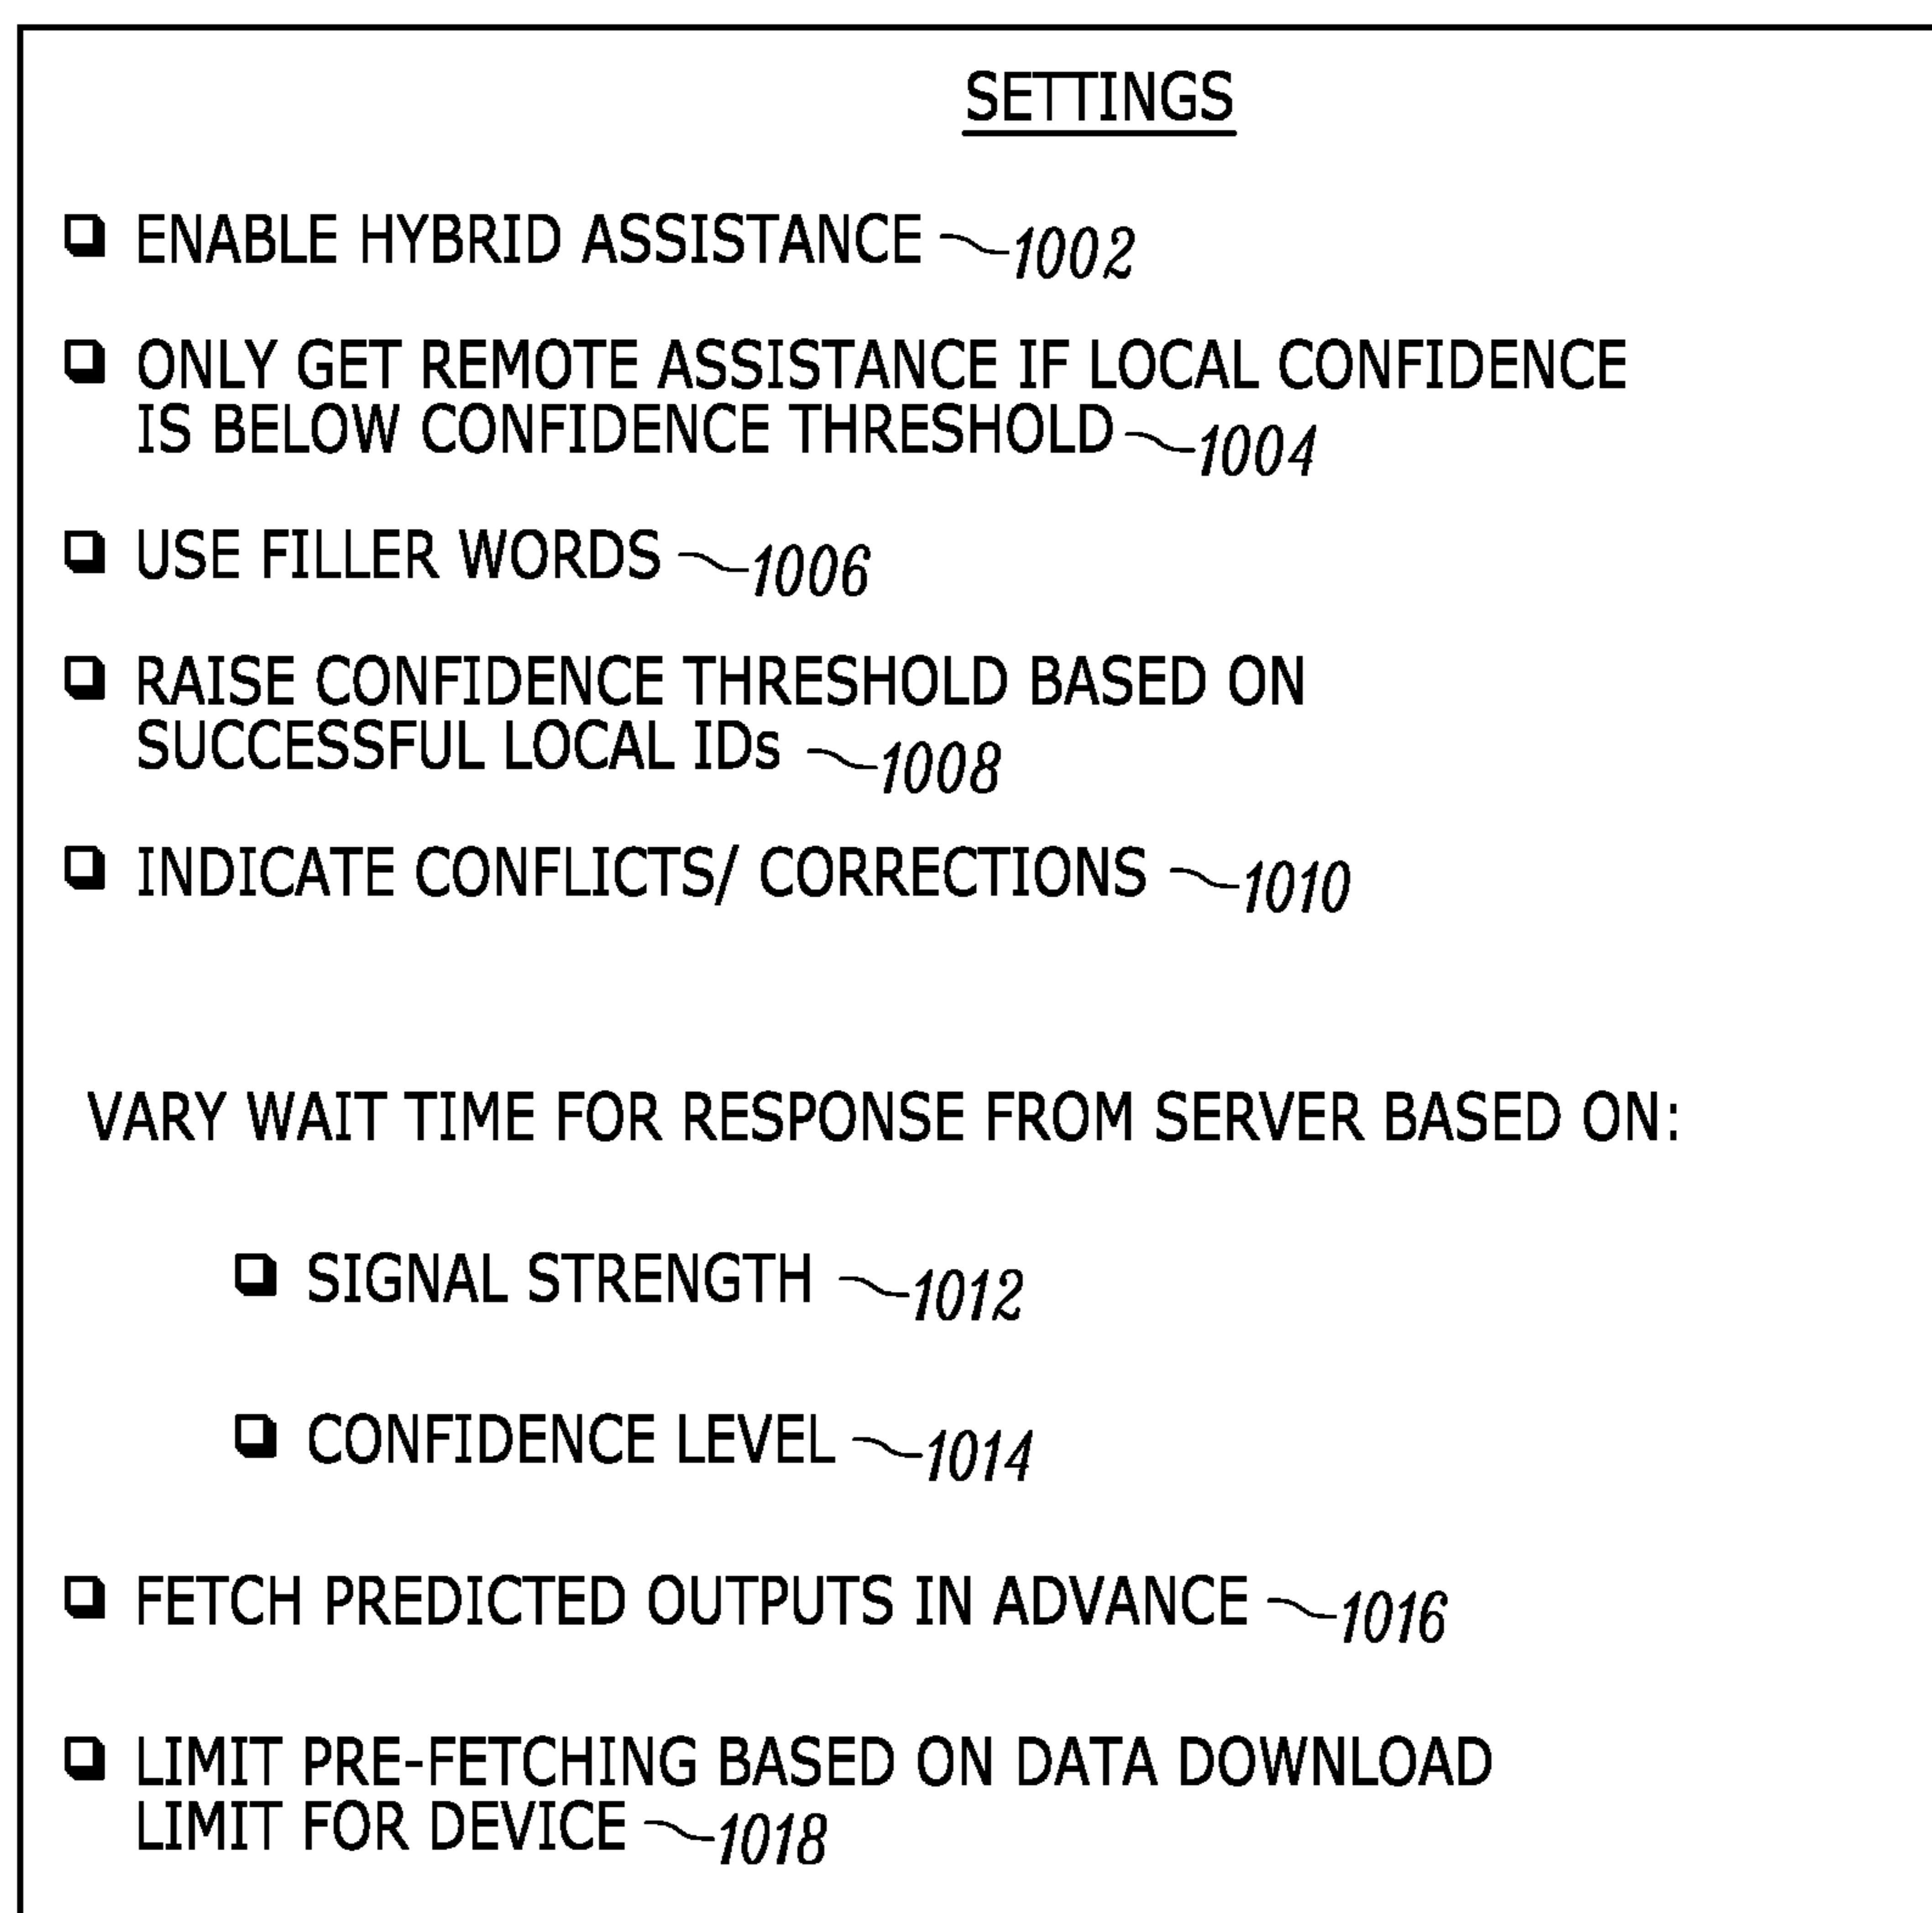 SETTINGS
ENABLE HYBRID ASSISTANCE 1002
ONLY GET REMOTE ASSISTANCE IF LOCAL CONFIDENCE
IS BELOW CONFIDENCE THRESHOLD 1004
USE FILLER WORDS 1006
RAISE CONFIDENCE THRESHOLD BASED ON
SUCCESSFUL LOCAL IDs 1008
INDICATE CONFLICTS/ CORRECTIONS 1010
VARY WAIT TIME FOR RESPONSE FROM SERVER BASED ON:
SIGNAL STRENGTH 1012
CONFIDENCE LEVEL 1014
FETCH PREDICTED OUTPUTS IN ADVANCE 1016
LIMIT PRE-FETCHING BASED ON DATA DOWNLOAD
LIMIT FOR DEVICE 1018